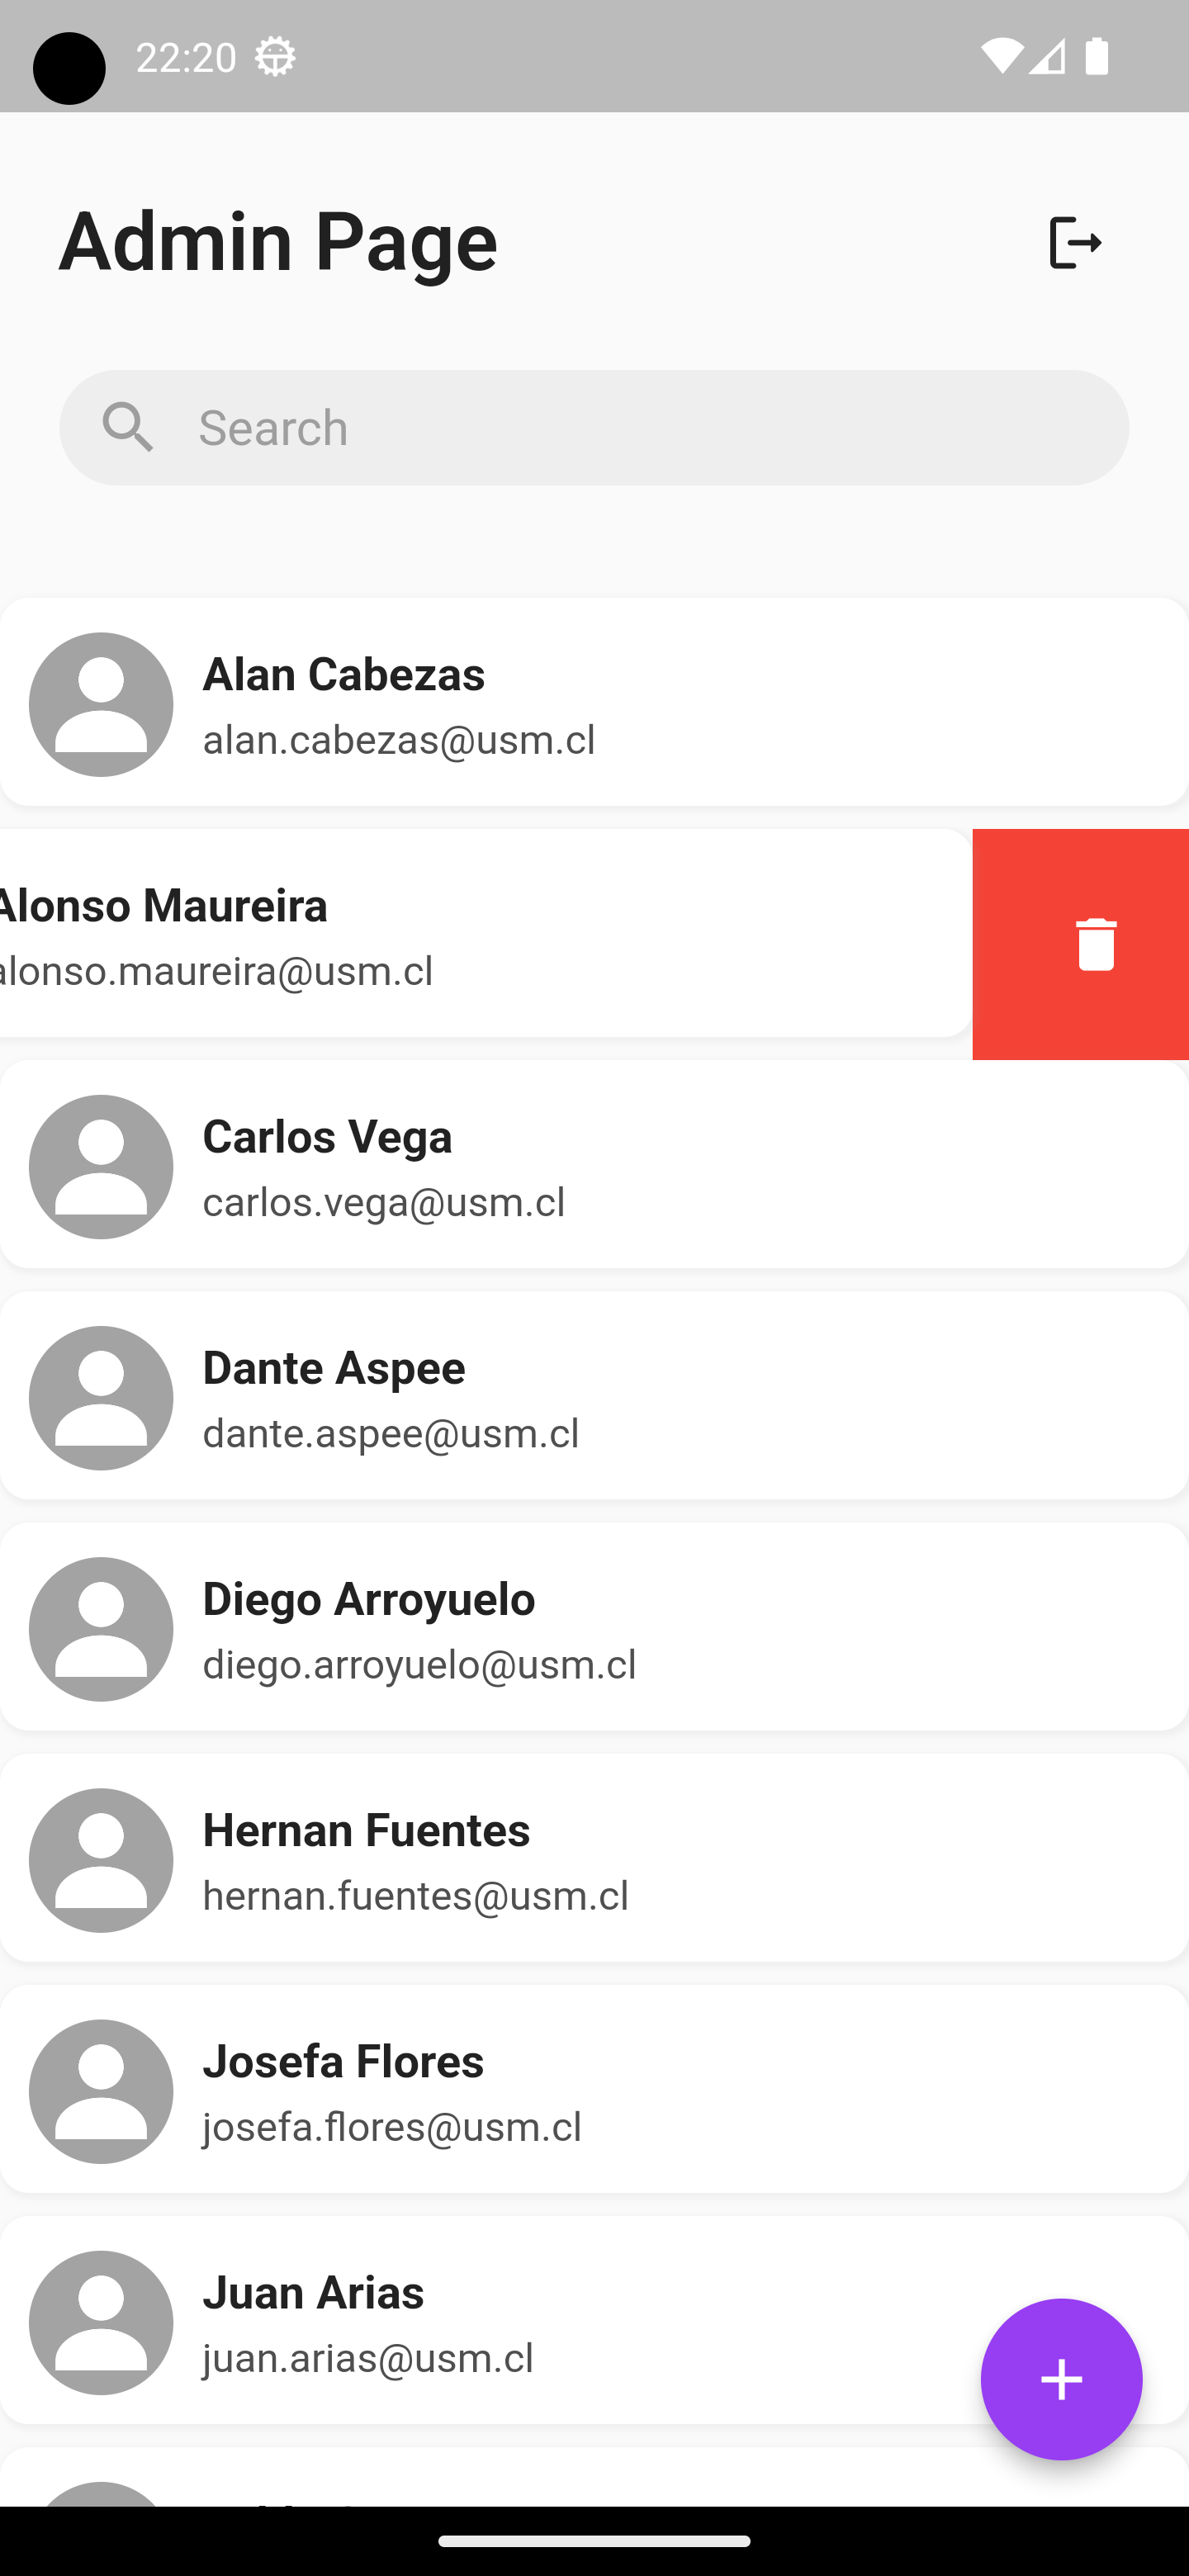 22:20
Admin Page
Search
Alan Cabezas
alan.cabezas@usm.cl
Alonso Maureira
alonso.maureira@usm.cl
Carlos Vega
carlos.vega@usm.cl
Dante Aspee
dante.aspee@usm.cl
Diego Arroyuelo
diego.arroyuelo@usm.cl
Hernan Fuentes
hernan.fuentes@usm.cl
Josefa Flores
josefa.flores@usm.cl
Juan Arias
juan.arias@usm.cl